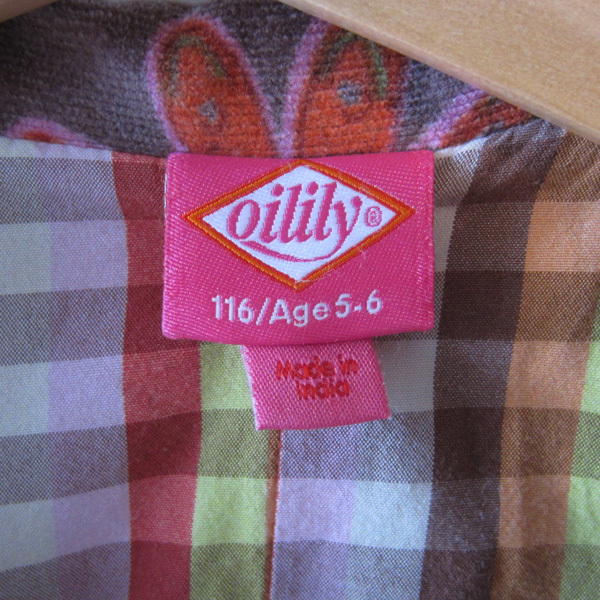 oilily®
116/Age 5-6
Made in
India